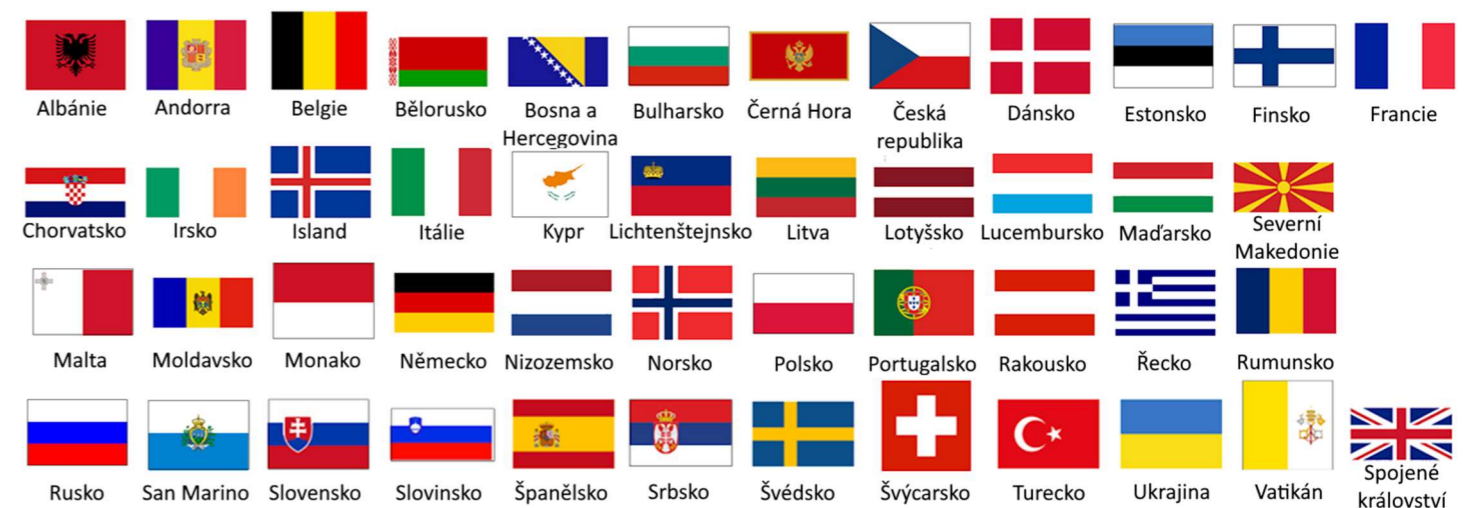 Albánie Andorra Belgie Bělorusko Bosna a Hercegovina Bulharsko Černá Hora Česká republika Dánsko Estonsko Finsko Francie
Chorvatsko Irsko Island Itálie Kypr Lichtenštejnsko Litva Lotyšsko Lucembursko Maďarsko Severní Makedonie
Malta Moldavsko Monako Německo Nizozemsko Norsko Polsko Portugalsko Rakousko Řecko Rumunsko
Rusko San Marino Slovensko Slovinsko Španělsko Srbsko Švédsko Švýcarsko Turecko Ukrajina Vatikán Spojené království